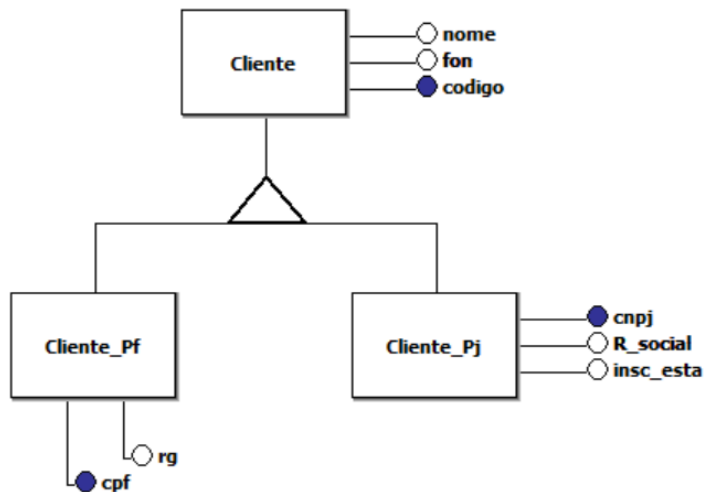 Cliente
nome
fon
codigo
Cliente_Pf
Cliente_Pj
cnpj
R_social
insc_esta
rg
cpf